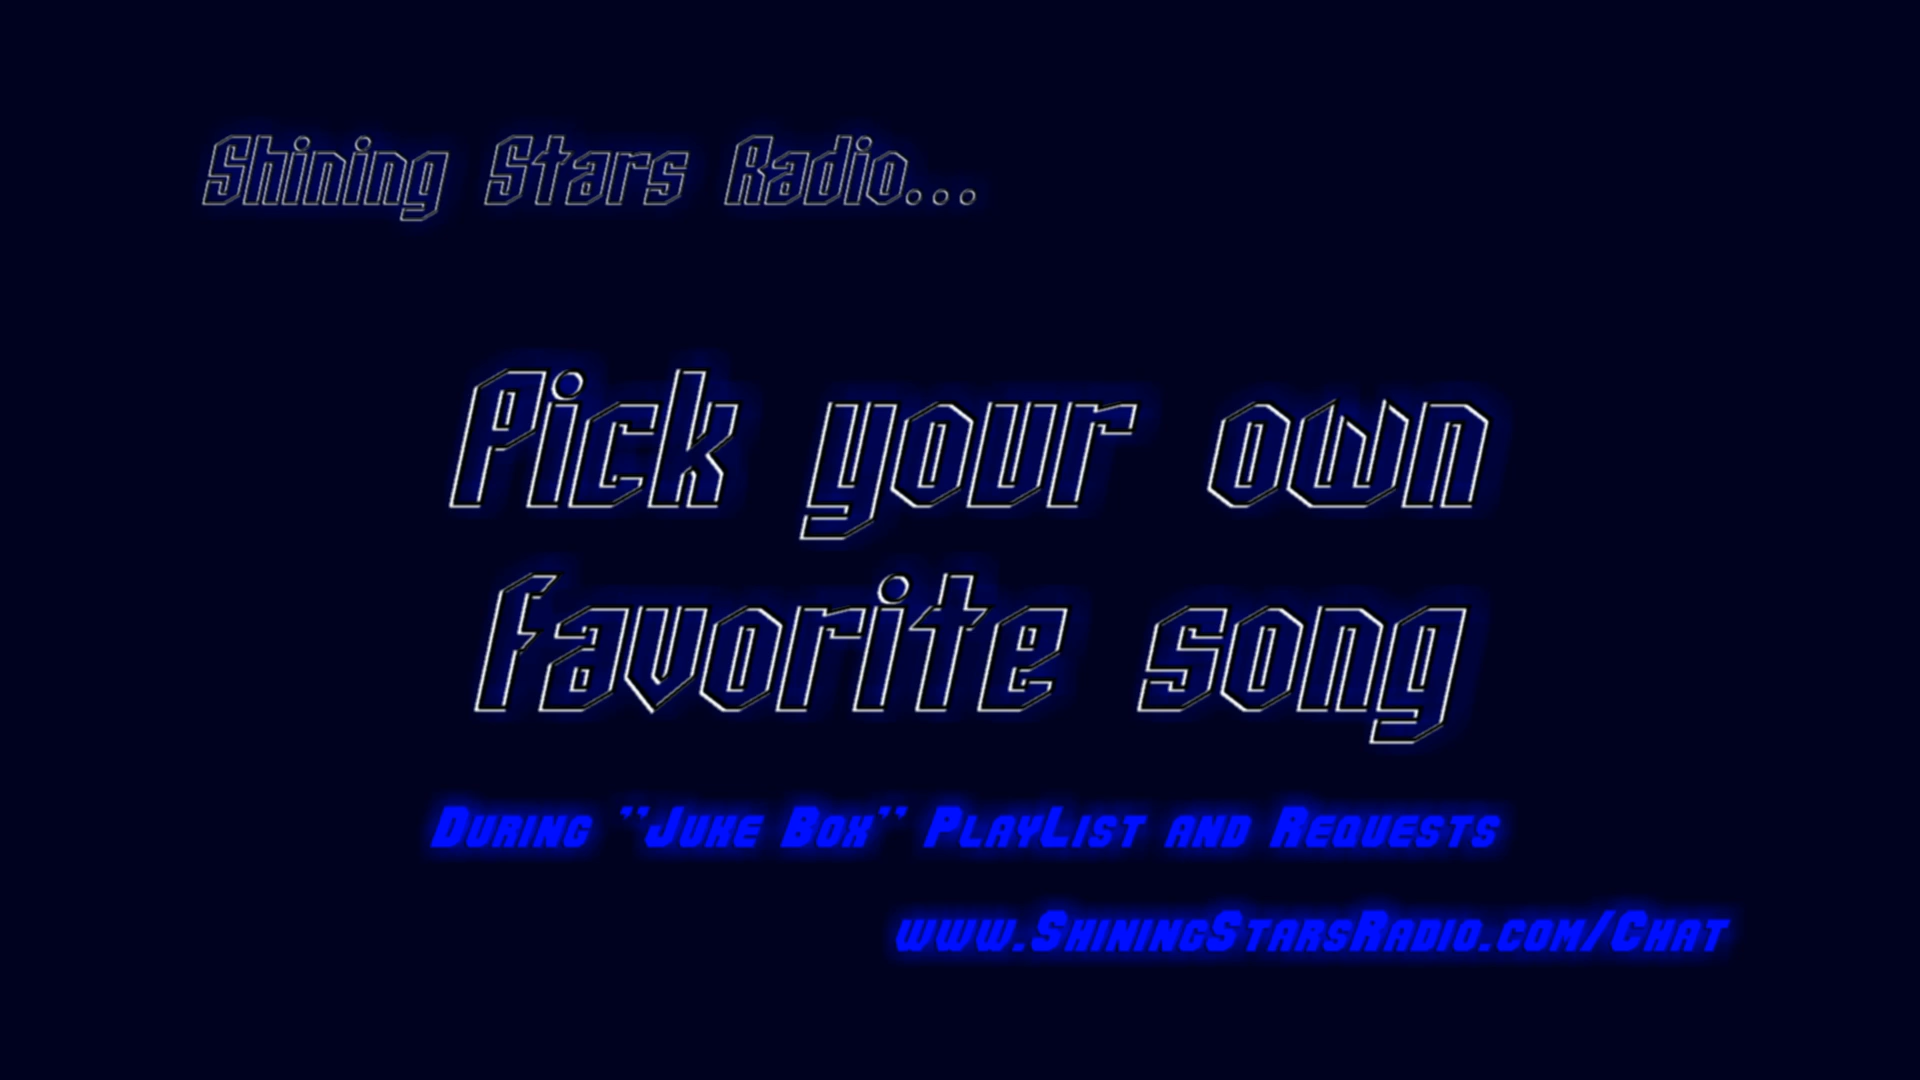 Shining Stars Radio...
Pick your own
favorite song
During "Juke Box" PlayList and Requests
www.ShiningStarsRadio.com/Chat